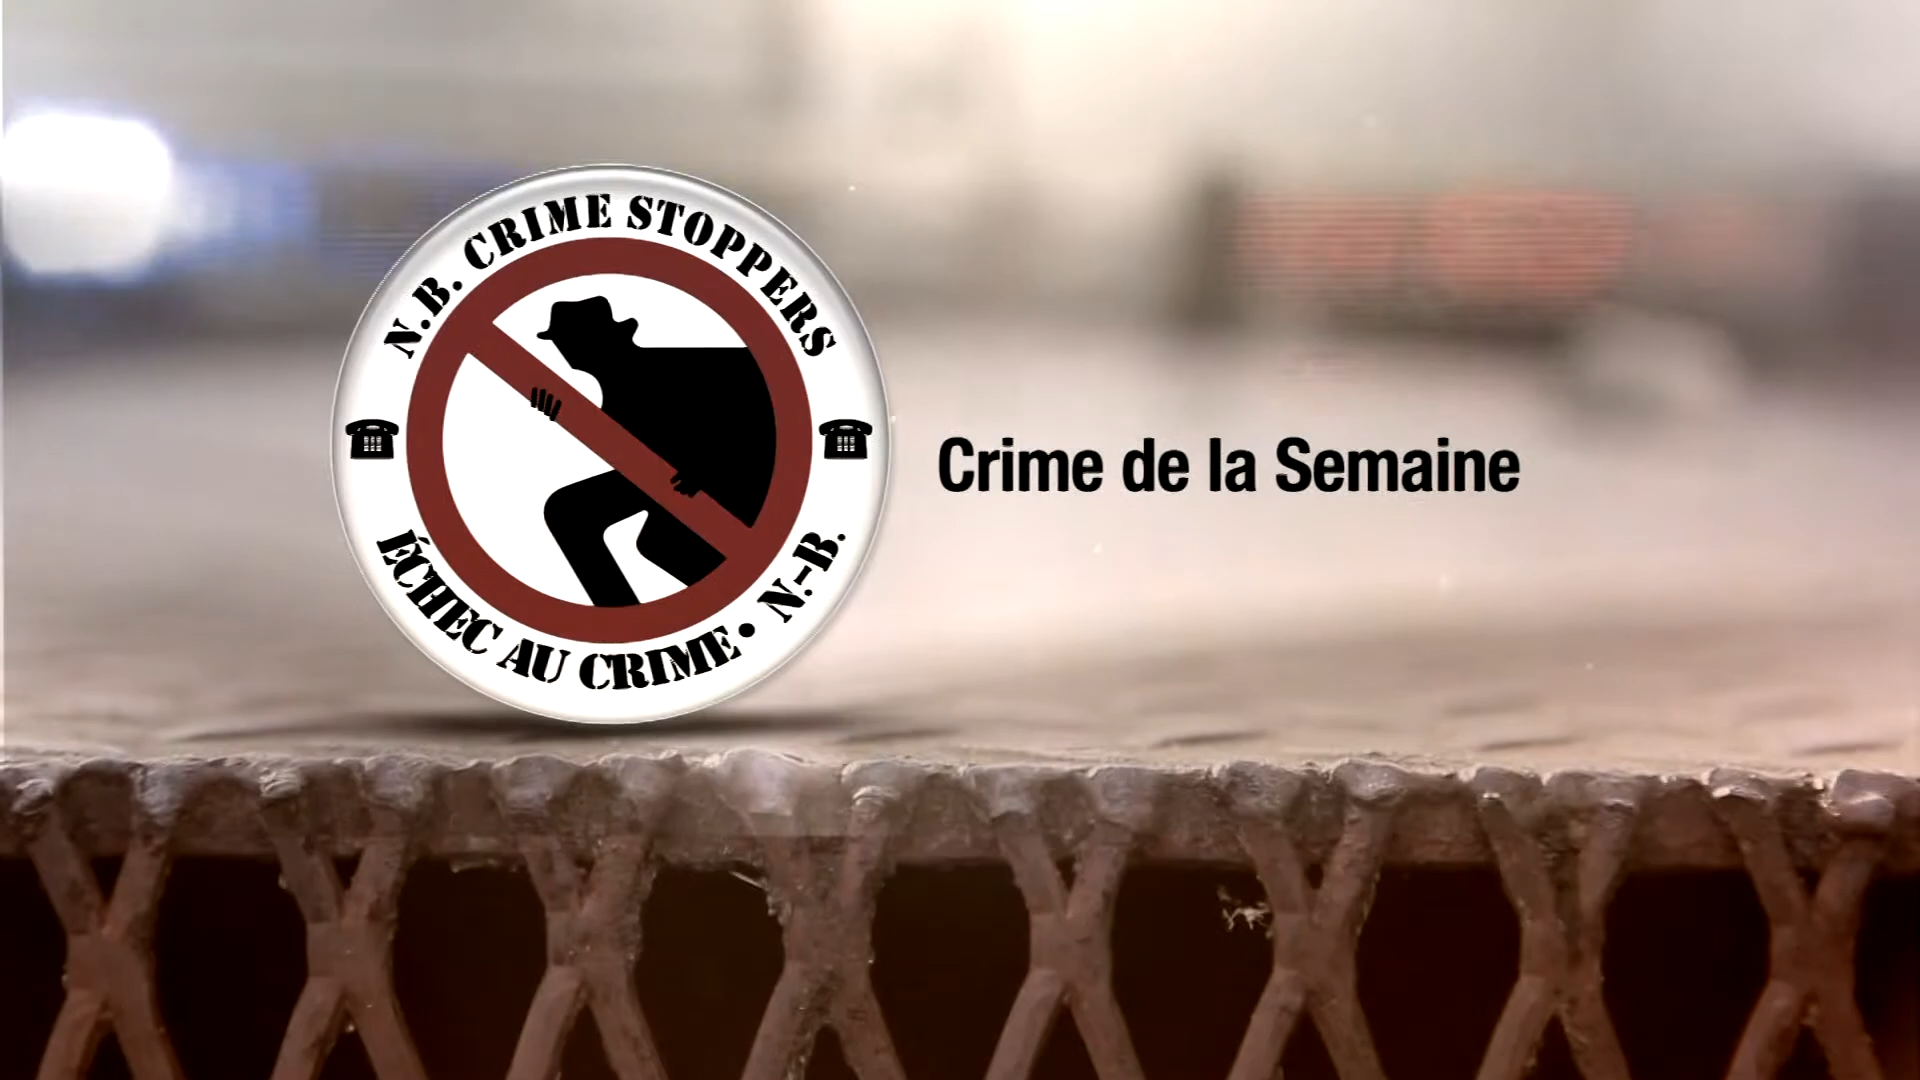 N.B. CRIME STOPPERS
ÉCHEC AU CRIME • N.-B.
Crime de la Semaine